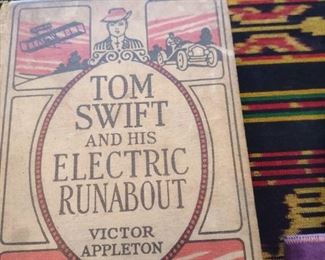 TOM
SWIFT
AND HIS
ELECTRIC
RUNABOUT
VICTOR
APPLETON